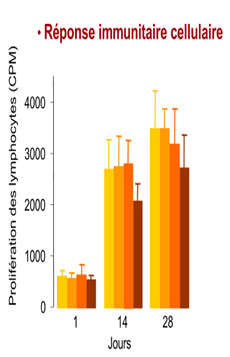 • Réponse immunitaire cellulaire
Prolifération des lymphocytes (CPM)
4000
3000
2000
1000
0
1 14 28
Jours